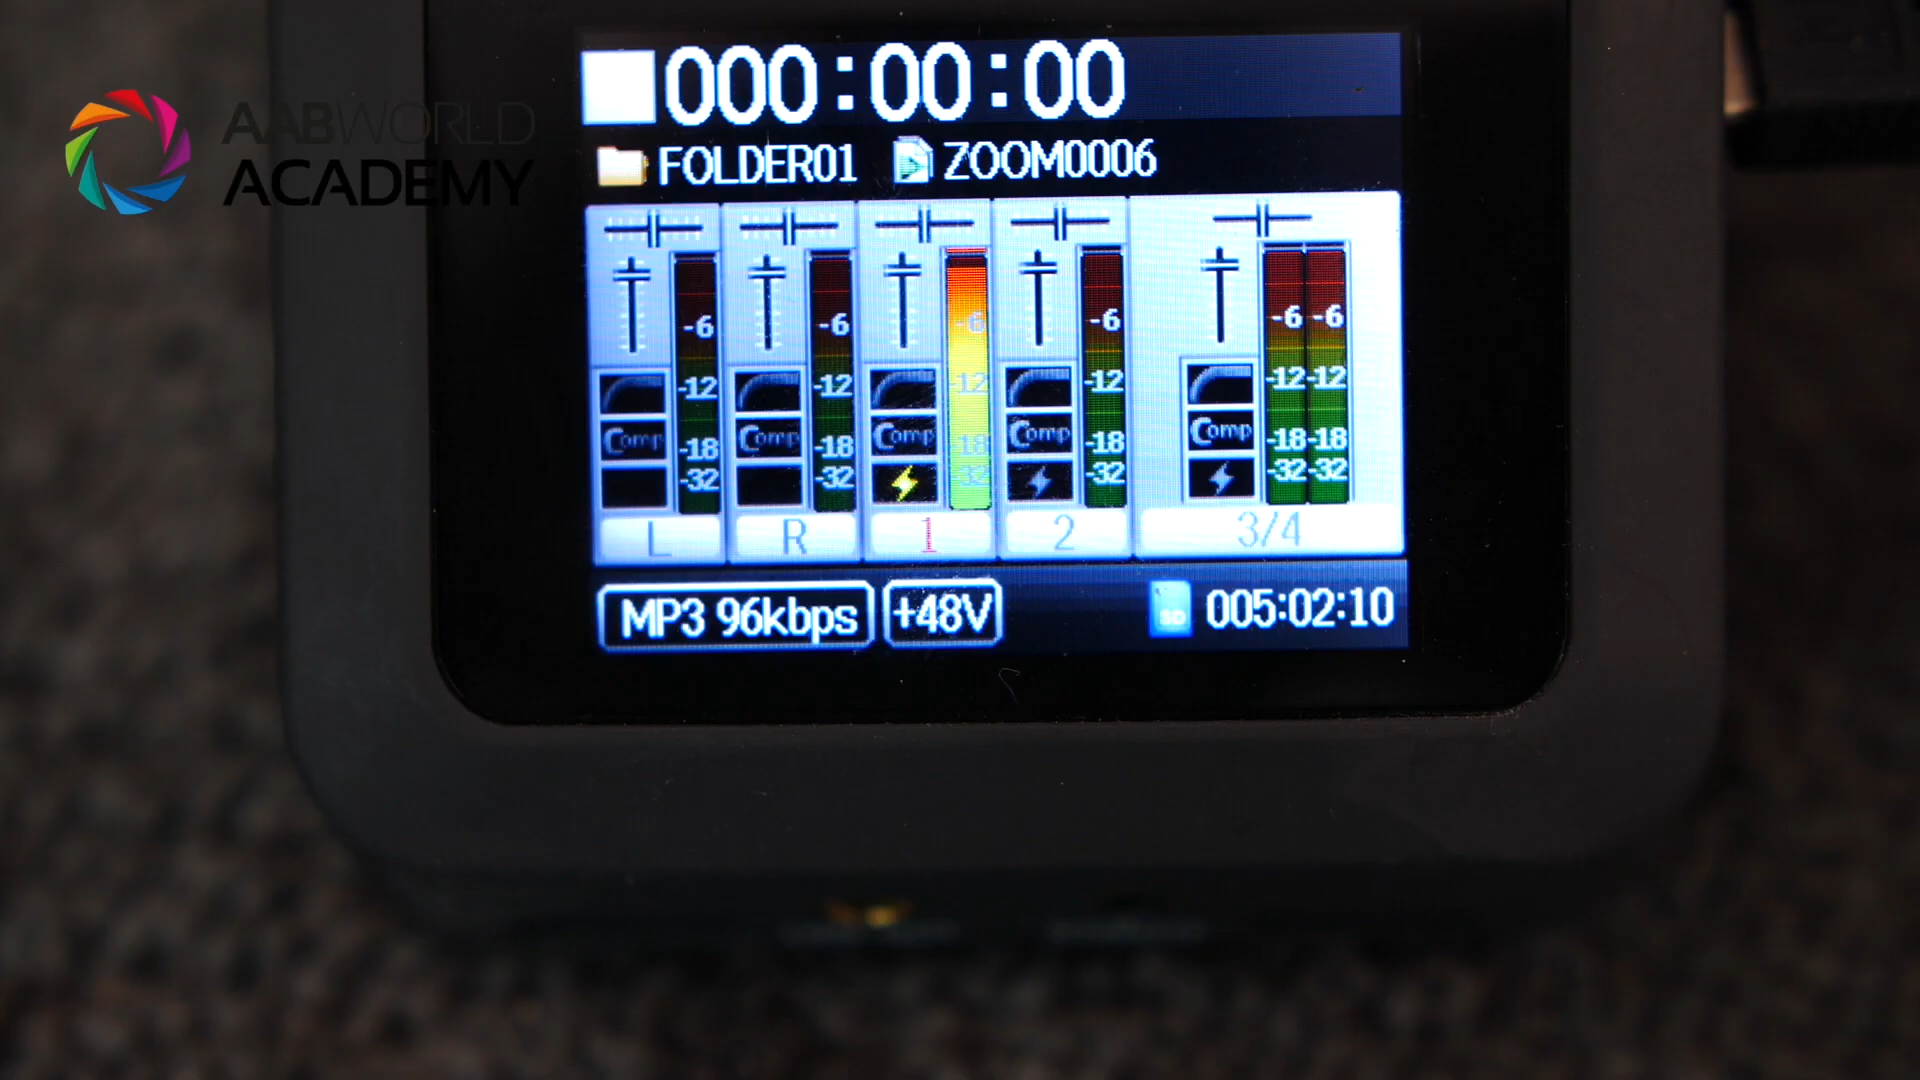 AABWORLD
ACADEMY
000:00:00
FOLDER01 ZOOM0006
-6 -6 -6 -6 -6 -6
-12 -12 -12 -12 -12 -12
Comp Comp Comp Comp Comp
-18 -18 -18 -18 -18 -18
-32 -32 -32 -32 -32 -32
L R 1 2 3/4
MP3 96kbps +48V SD 005:02:10